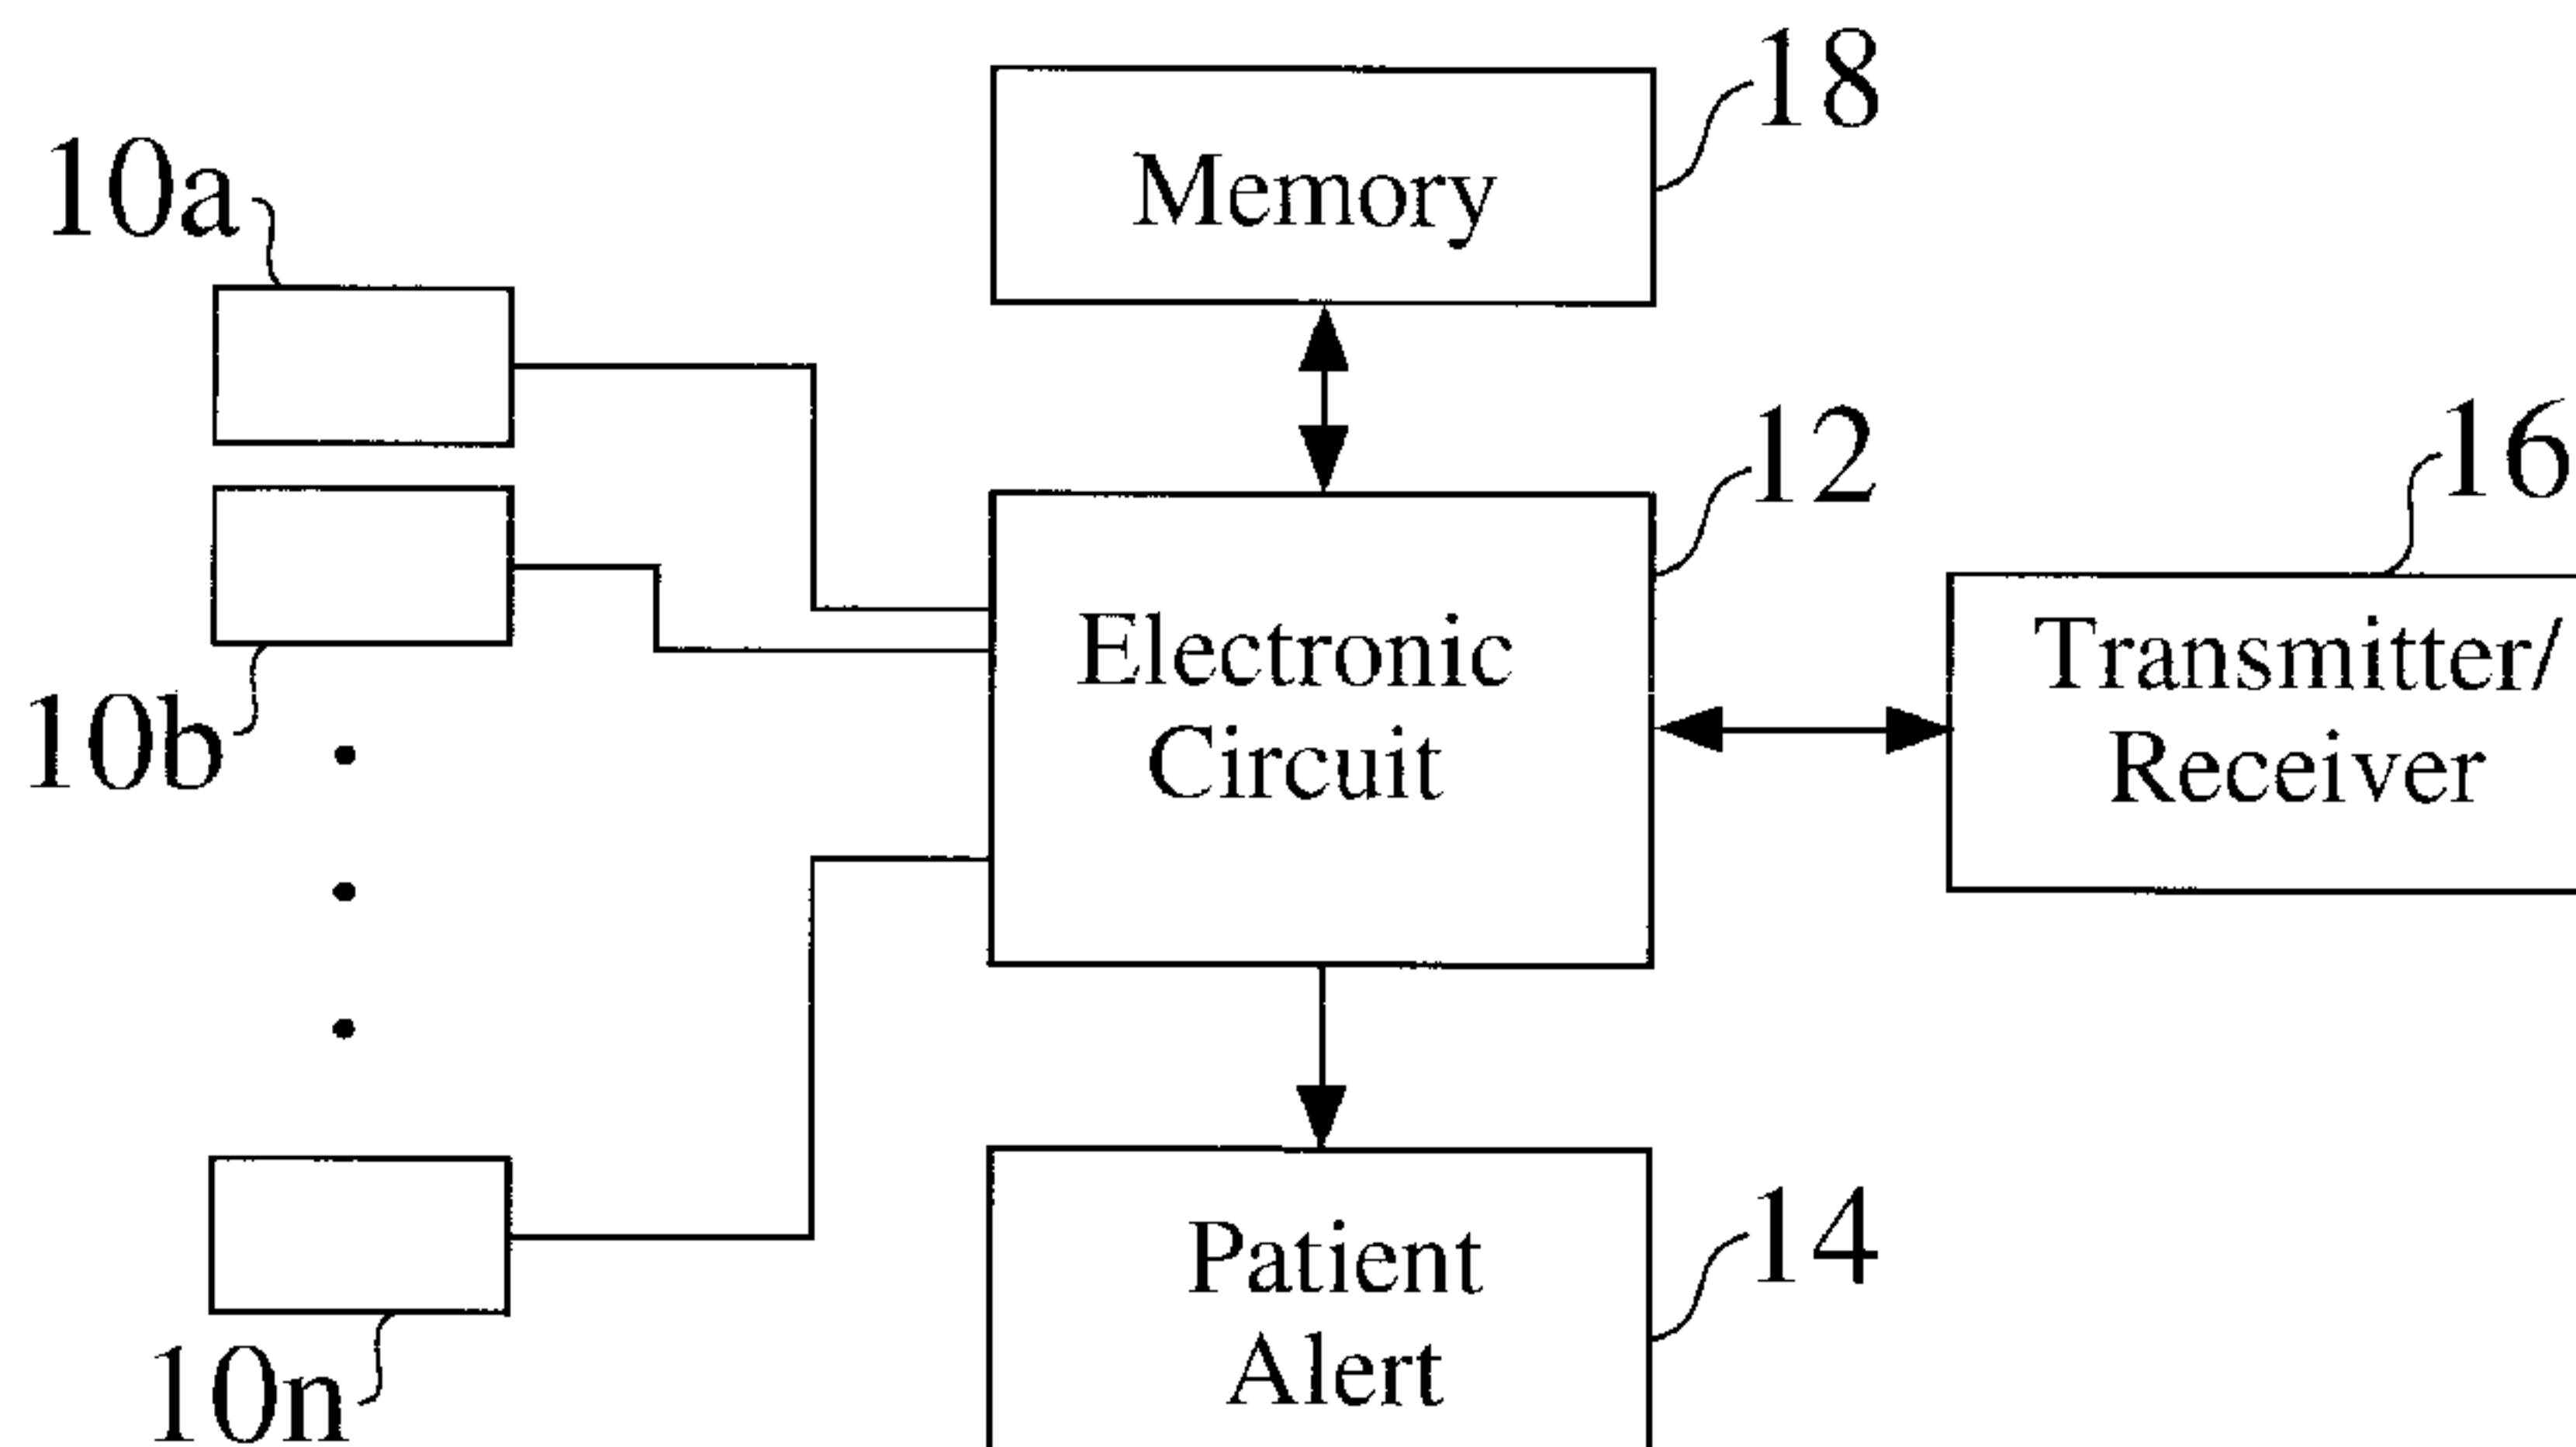 18
Memory
10a
12
16
Electronic
Circuit
Transmitter/
Receiver
10b
14
Patient
Alert
10n